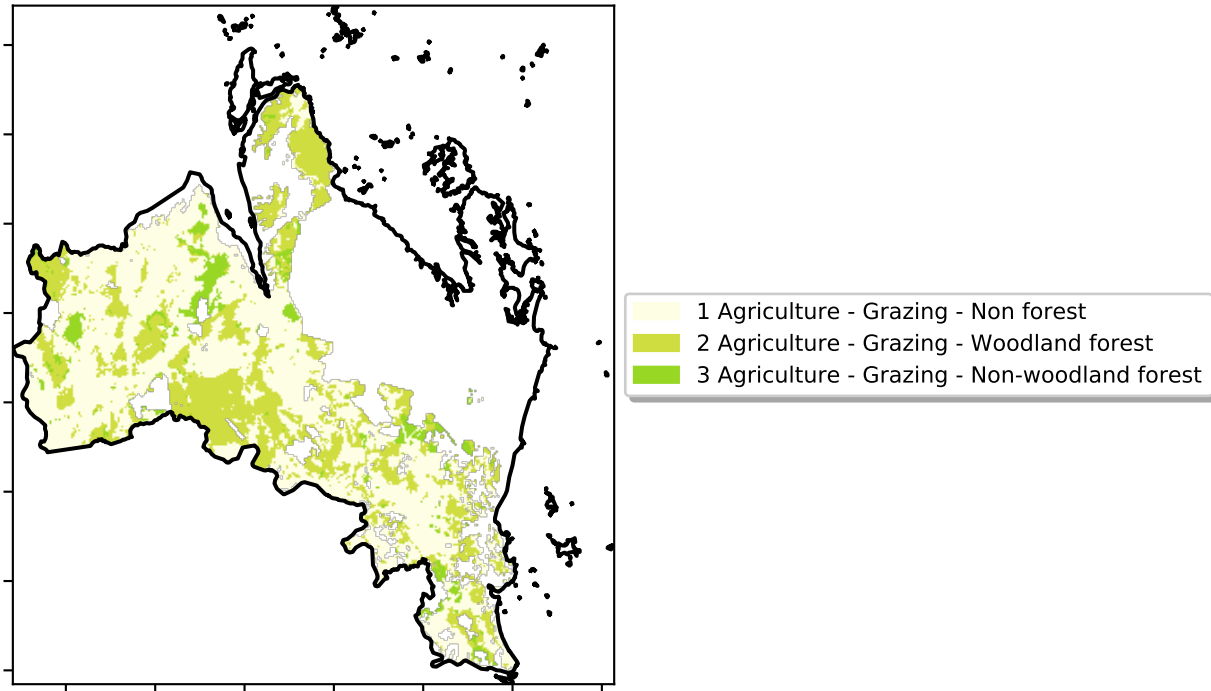 1 Agriculture - Grazing - Non forest
2 Agriculture - Grazing - Woodland forest
3 Agriculture - Grazing - Non-woodland forest